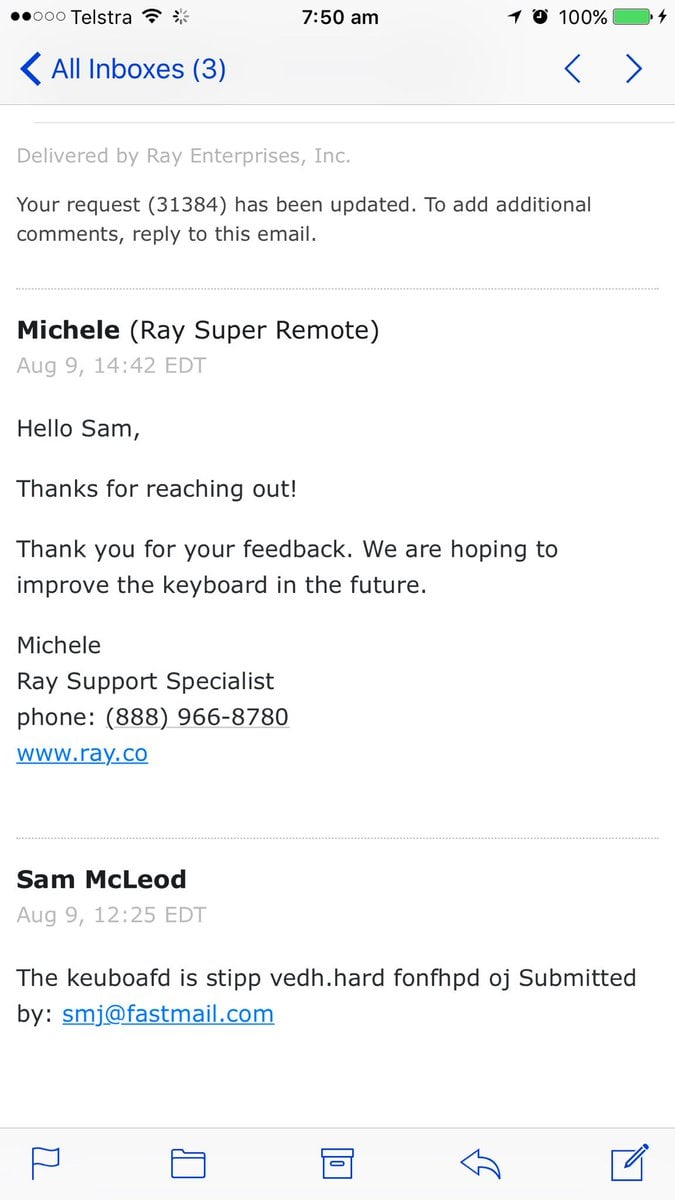 Telstra 7:50 am 100%
All Inboxes (3)
Delivered by Ray Enterprises, Inc.
Your request (31384) has been updated. To add additional
comments, reply to this email.
Michele (Ray Super Remote)
Aug 9, 14:42 EDT
Hello Sam,
Thanks for reaching out!
Thank you for your feedback. We are hoping to
improve the keyboard in the future.
Michele
Ray Support Specialist
phone: (888) 966-8780
www.ray.co
Sam McLeod
Aug 9, 12:25 EDT
The keuboafd is stipp vedh.hard fonfhpd oj Submitted
by: smj@fastmail.com